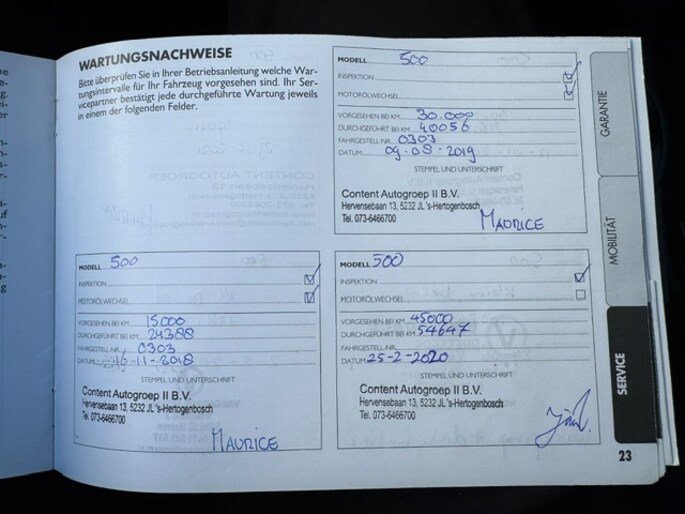 WARTUNGSNACHWEISE
Bitte überprüfen Sie in Ihrer Betriebsanleitung welche War-
tungsintervalle für Ihr Fahrzeug vorgesehen sind. Ihr Ser-
vicepartner bestätigt jede durchgeführte Wartung jeweils
in einem der folgenden Felder.
MODELL 500
INSPEKTION
MOTORÖLWECHSEL
VORGESEHEN BEI KM 30.000
DURCHGEFÜHRT BEI KM 40056
FAHRGESTELL-NR. 0303
DATUM 09-08-2019
STEMPEL UND UNTERSCHRIFT
Content Autogroep II B.V.
Hervensebaan 13, 5232 JL 's-Hertogenbosch
Tel. 073-6466700
MAURICE
MODELL 500
INSPEKTION
MOTORÖLWECHSEL
VORGESEHEN BEI KM 15000
DURCHGEFÜHRT BEI KM 24388
FAHRGESTELL NR. 0303
DATUM 16-11-2018
STEMPEL UND UNTERSCHRIFT
Content Autogroep II B.V.
Hervensebaan 13, 5232 JL 's-Hertogenbosch
Tel. 073-6466700
MAURICE
MODELL 500
INSPEKTION
MOTORÖLWECHSEL
VORGESEHEN BEI KM 45000
DURCHGEFÜHRT BEI KM 54647
FAHRGESTELL-NR.
DATUM 25-2-2020
STEMPEL UND UNTERSCHRIFT
Content Autogroep II B.V.
Hervensebaan 13, 5232 JL 's-Hertogenbosch
Tel. 073-6466700
GARANTIE
MOBILITÄT
SERVICE
23